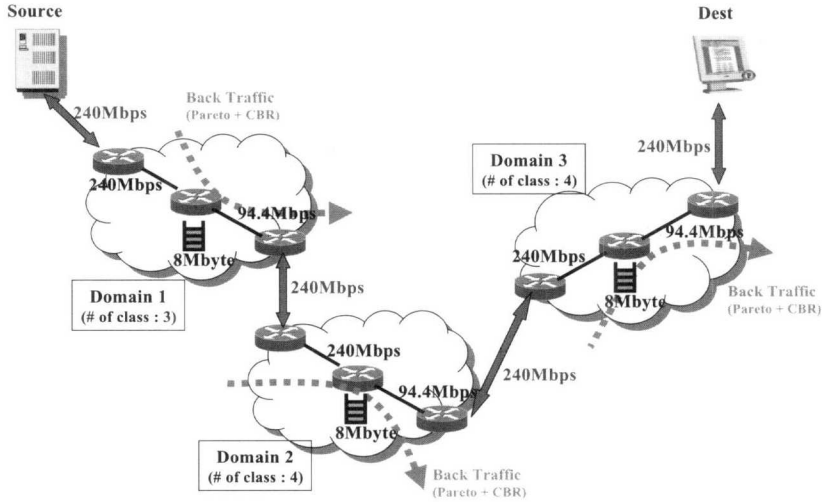 Source
Dest
240Mbps
Back Traffic
(Pareto + CBR)
240Mbps
94.4Mbps
8Mbyte
Domain 1
(# of class : 3)
240Mbps
240Mbps
94.4Mbps
8Mbyte
Domain 2
(# of class : 4)
Back Traffic
(Pareto + CBR)
240Mbps
Domain 3
(# of class : 4)
240Mbps
240Mbps
94.4Mbps
8Mbyte
Back Traffic
(Pareto + CBR)